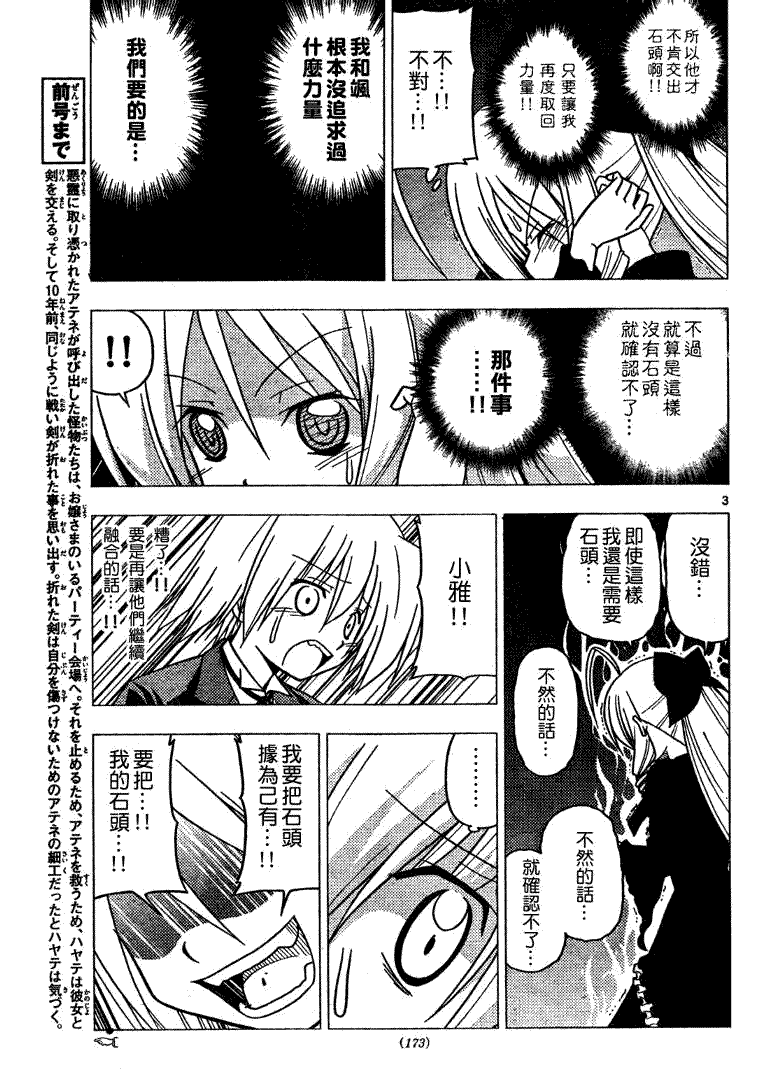 所以他才
不肯交出
石頭啊!!
只要讓我
再度取回
力量!!
不…!!
不對…!!
我和颯
根本沒追求過
什麼力量
我們要的是…
不過
就算是這樣
沒有石頭
就確認不了…
那件事
……!!
!!
3
沒錯…
即使這樣
我還是需要
石頭…
不然的話…
不然的話…
就確認不了…
小雅!!
糟了…!!
要是再讓他們繼續
融合的話…!!
………
我要把石頭
據為己有…!!
要把…!!
我的石頭…!!
前号まで
ぜんごう
悪霊に取り憑かれたアテネが呼び出した怪物たちは、お嬢さまのいるパーティー会場へ。それを止めるため、アテネを救うため、ハヤテは彼女と
剣を交える。そして10年前、同じように戦い剣が折れた事を思い出す。折れた剣は自分を傷つけないためのアテネの細工だったとハヤテは気づく。
(173)